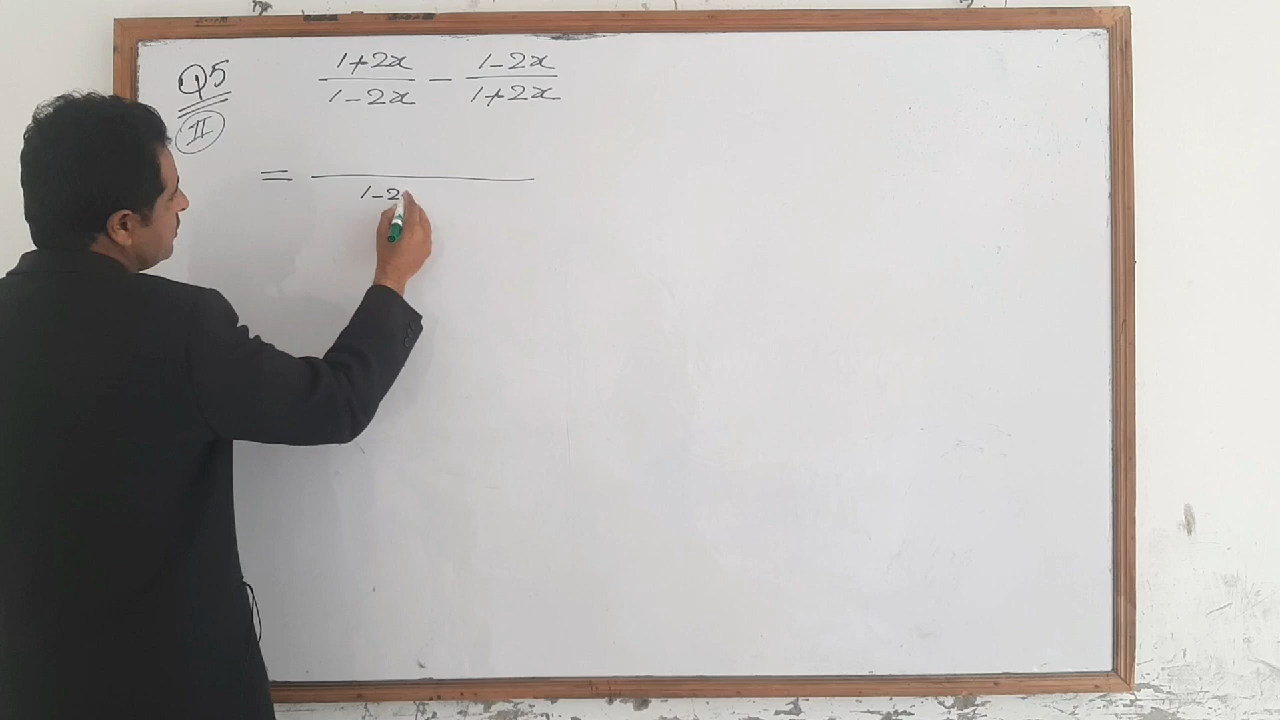 Q5 (1+2x)/(1-2x) - (1-2x)/(1+2x)
II
= /(1-2